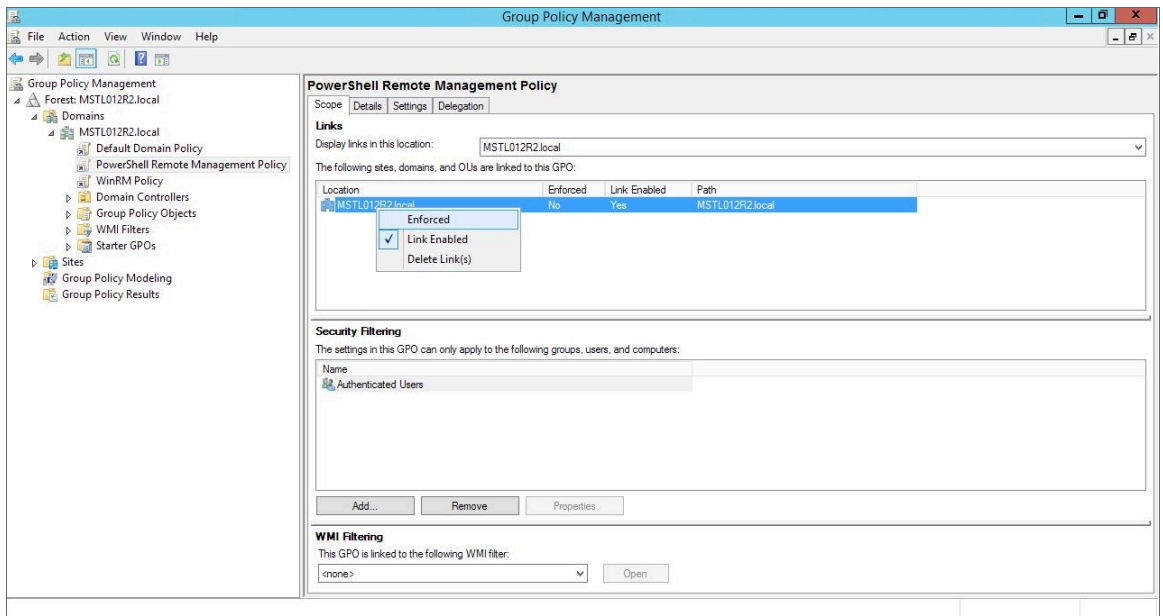 Group Policy Management
File Action View Window Help
Group Policy Management
Forest: MSTL012R2.local
Domains
MSTL012R2.local
Default Domain Policy
PowerShell Remote Management Policy
WinRM Policy
Domain Controllers
Group Policy Objects
WMI Filters
Starter GPOs
Sites
Group Policy Modeling
Group Policy Results
PowerShell Remote Management Policy
Scope Details Settings Delegation
Links
Display links in this location: MSTL012R2.local
The following sites, domains, and OUs are linked to this GPO:
Location Enforced Link Enabled Path
MSTL012R2.local No Yes MSTL012R2.local
Enforced
Link Enabled
Delete Link(s)
Security Filtering
The settings in this GPO can only apply to the following groups, users, and computers:
Name
Authenticated Users
Add... Remove Properties
WMI Filtering
This GPO is linked to the following WMI filter:
<none> Open